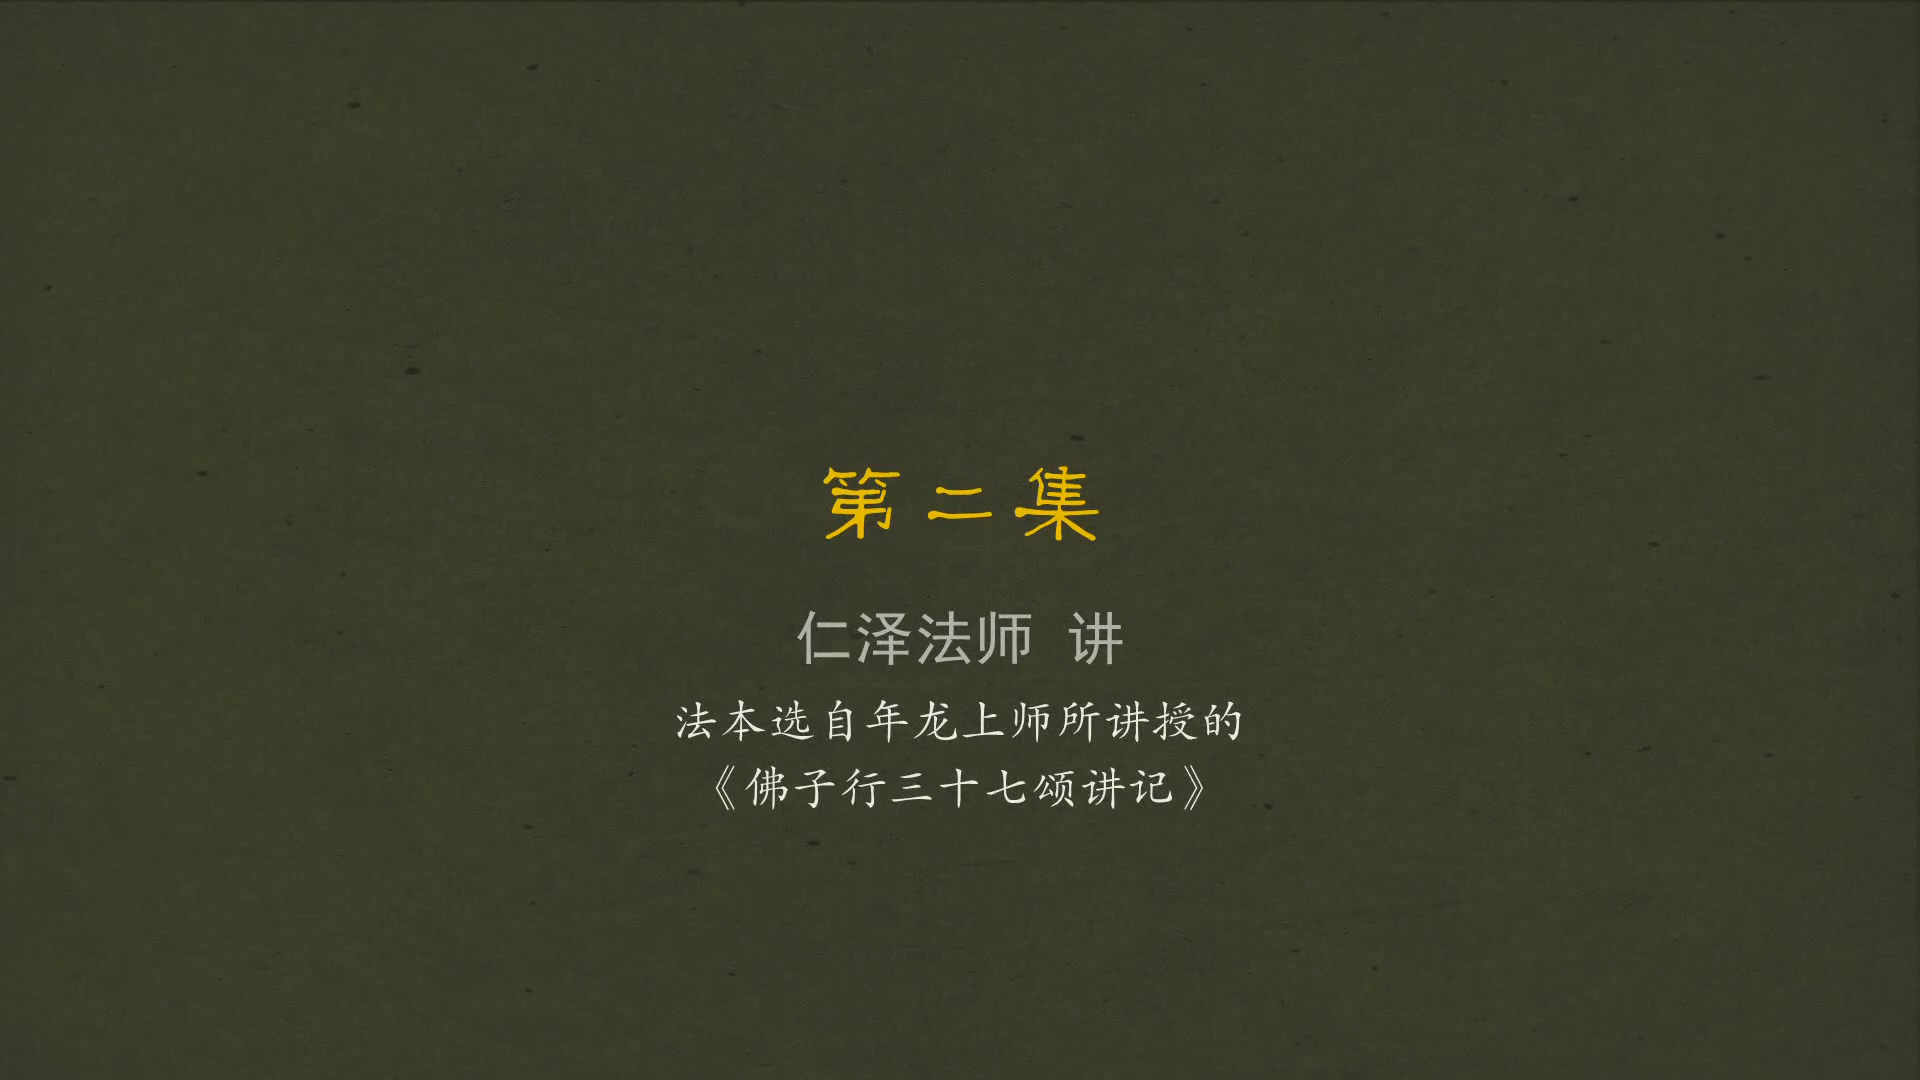 第二集
仁泽法师 讲
法本选自年龙上师所讲授的
《佛子行三十七颂讲记》